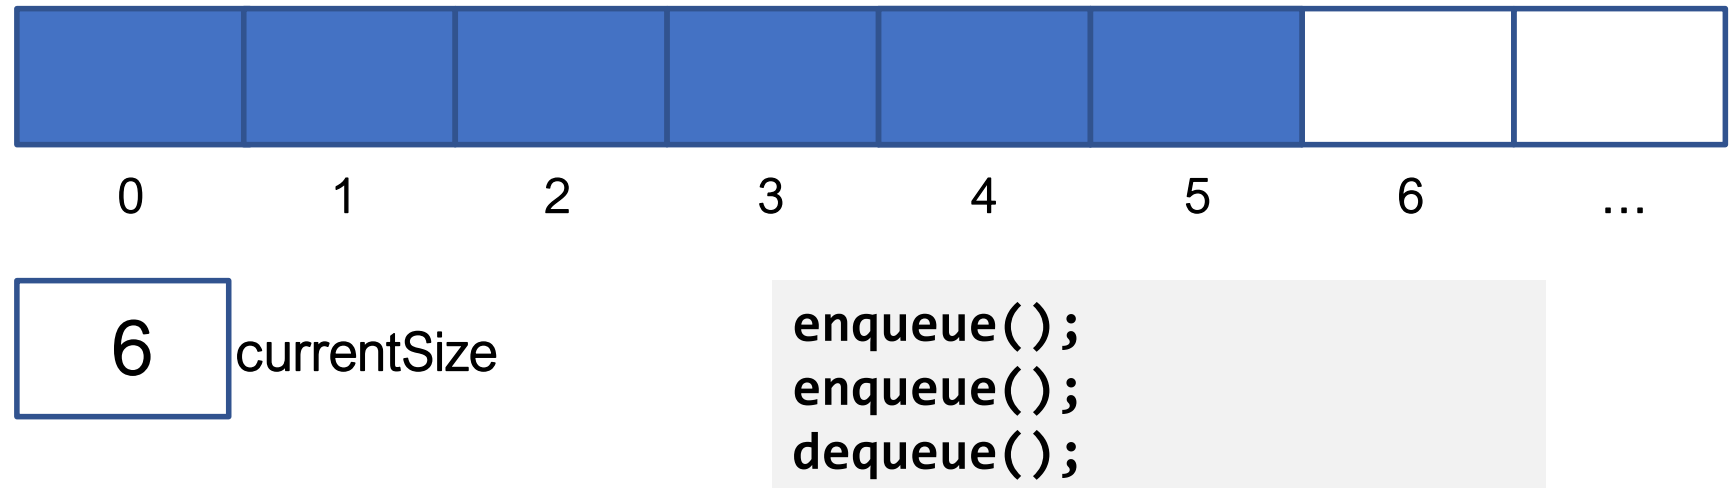 0 1 2 3 4 5 6 ...
6 currentSize
enqueue();
enqueue();
dequeue();